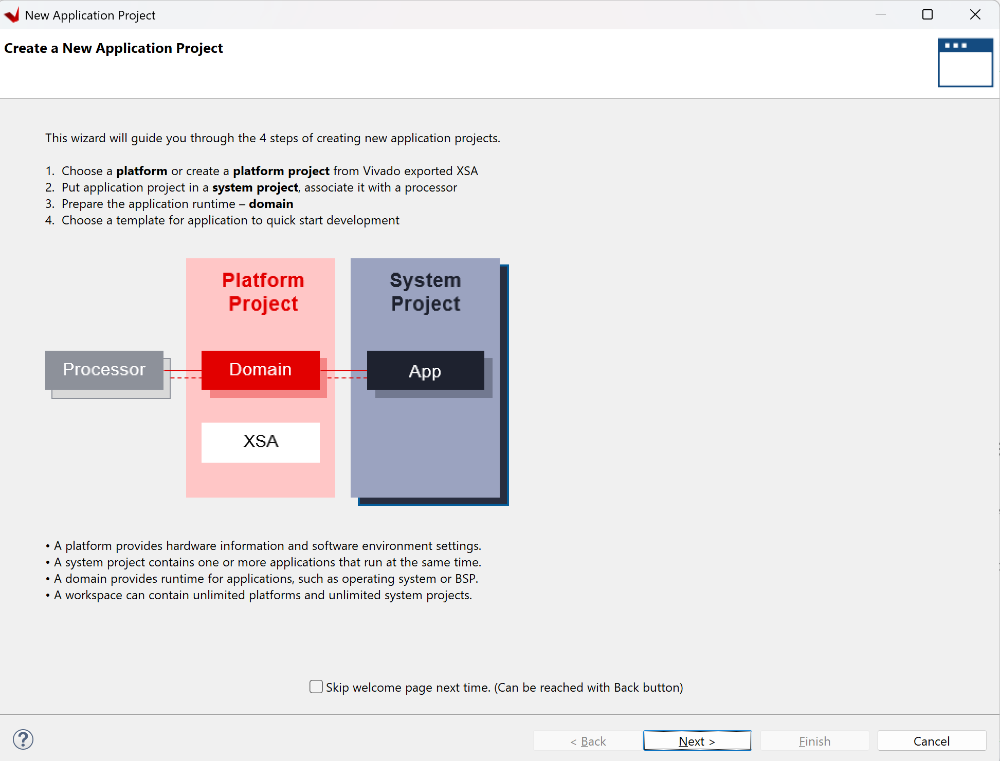 New Application Project
Create a New Application Project
This wizard will guide you through the 4 steps of creating new application projects.
1. Choose a platform or create a platform project from Vivado exported XSA
2. Put application project in a system project, associate it with a processor
3. Prepare the application runtime – domain
4. Choose a template for application to quick start development
Platform
Project
System
Project
Processor
Domain
App
XSA
• A platform provides hardware information and software environment settings.
• A system project contains one or more applications that run at the same time.
• A domain provides runtime for applications, such as operating system or BSP.
• A workspace can contain unlimited platforms and unlimited system projects.
Skip welcome page next time. (Can be reached with Back button)
?
< Back
Next >
Finish
Cancel